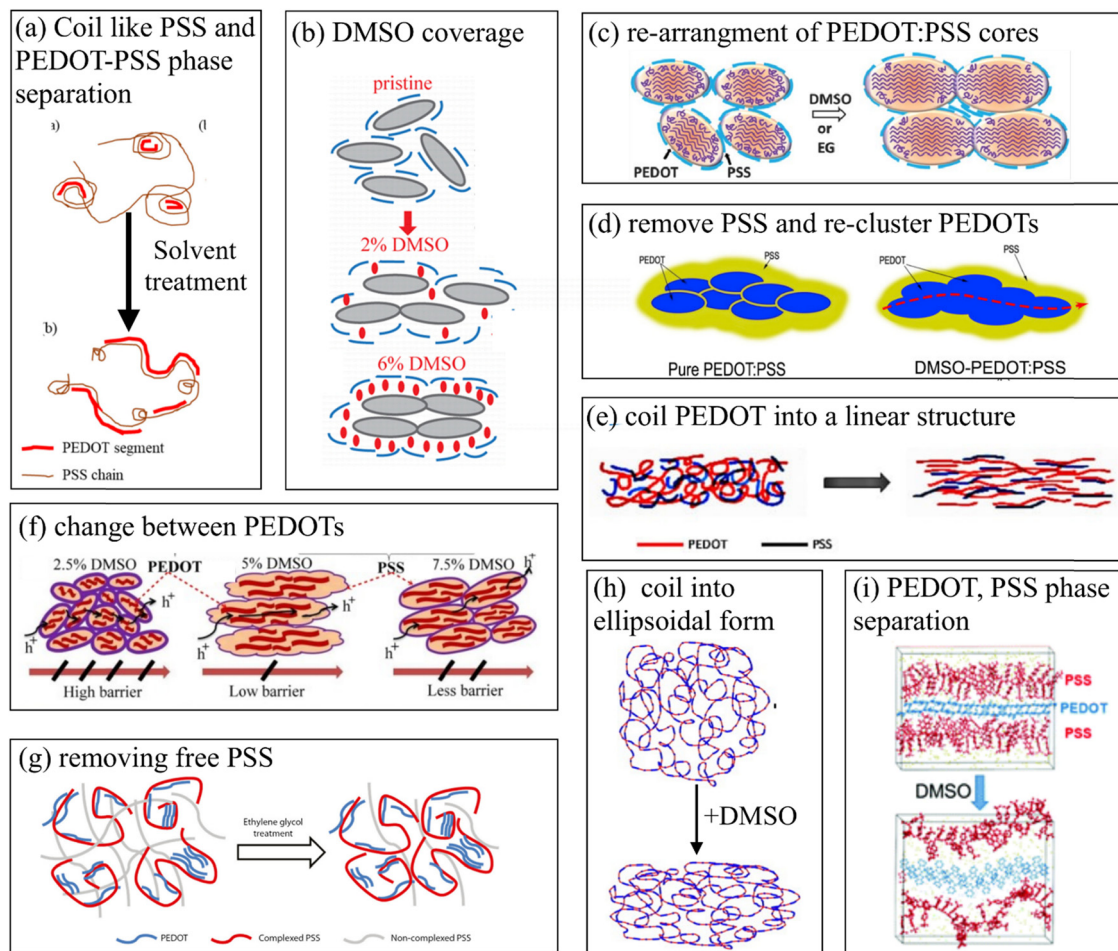 (a) Coil like PSS and
PEDOT-PSS phase
separation
a)
(l
Solvent
treatment
b)
PEDOT segment
PSS chain
(b) DMSO coverage
pristine
2% DMSO
6% DMSO
(c) re-arrangment of PEDOT:PSS cores
DMSO
or
EG
PEDOT
PSS
(d) remove PSS and re-cluster PEDOTs
PEDOT
PSS
PEDOT
PSS
Pure PEDOT:PSS
DMSO-PEDOT:PSS
(e) coil PEDOT into a linear structure
PEDOT
PSS
(f) change between PEDOTs
2.5% DMSO
PEDOT
5% DMSO
PSS
7.5% DMSO
h+
h+
h+
h+
h+
h+
High barrier
Low barrier
Less barrier
(g) removing free PSS
Ethylene glycol
treatment
PEDOT
Complexed PSS
Non-complexed PSS
(h) coil into
ellipsoidal form
+DMSO
(i) PEDOT, PSS phase
separation
PSS
PEDOT
PSS
DMSO